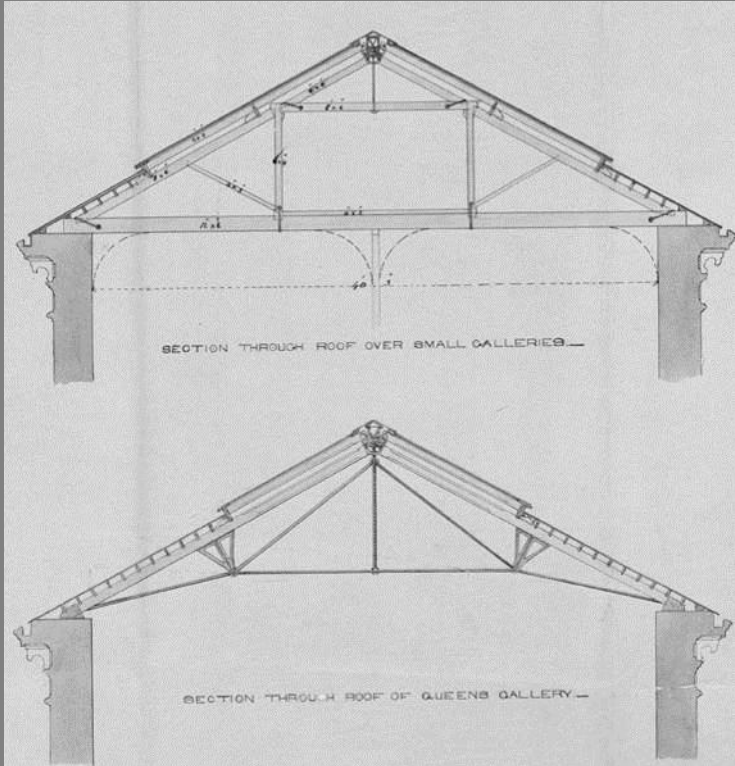 SECTION THROUGH ROOF OVER SMALL GALLERIES.
SECTION THROUGH ROOF OF QUEENS GALLERY